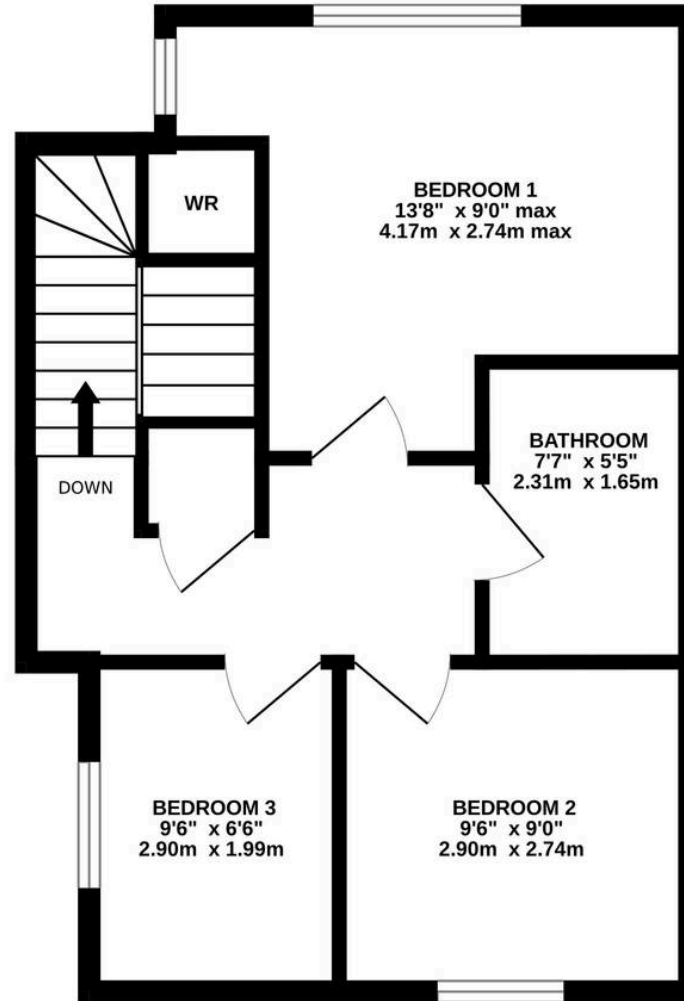 BEDROOM 1
13'8" x 9'0" max
4.17m x 2.74m max
WR
BATHROOM
7'7" x 5'5"
2.31m x 1.65m
DOWN
BEDROOM 3
9'6" x 6'6"
2.90m x 1.99m
BEDROOM 2
9'6" x 9'0"
2.90m x 2.74m